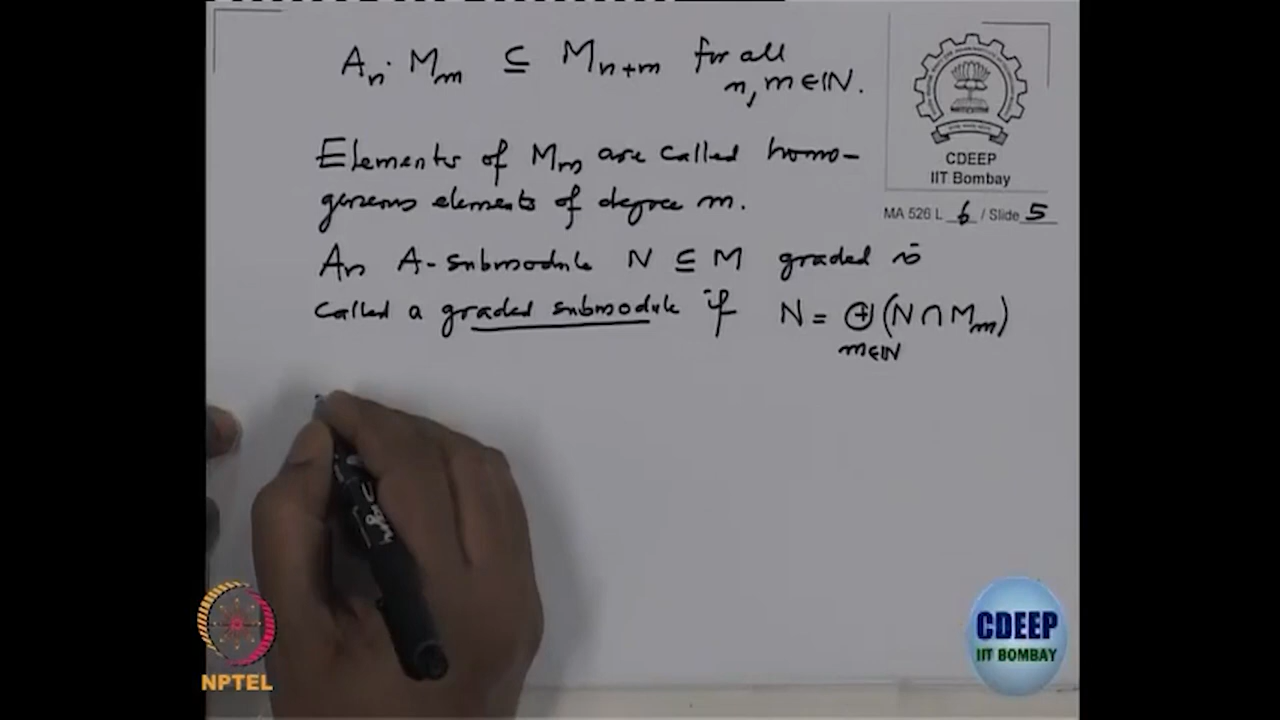 Aₙ · Mₘ ⊆ Mₙ₊ₘ for all
n, m ∈ ℕ.
Elements of Mₘ are called homo-
geneous elements of degree m.
An A-submodule N ⊆ M graded is
called a graded submodule if N = ⊕ (N ∩ Mₘ)
m∈ℕ
CDEEP
IIT Bombay
MA 526 L 6 / Slide 5
NPTEL
CDEEP
IIT BOMBAY